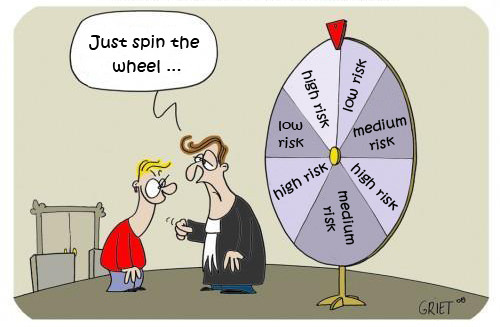 Just spin the
wheel ...
high risk
low risk
low
risk
medium
risk
high risk
high risk
medium
risk
GRIET 08